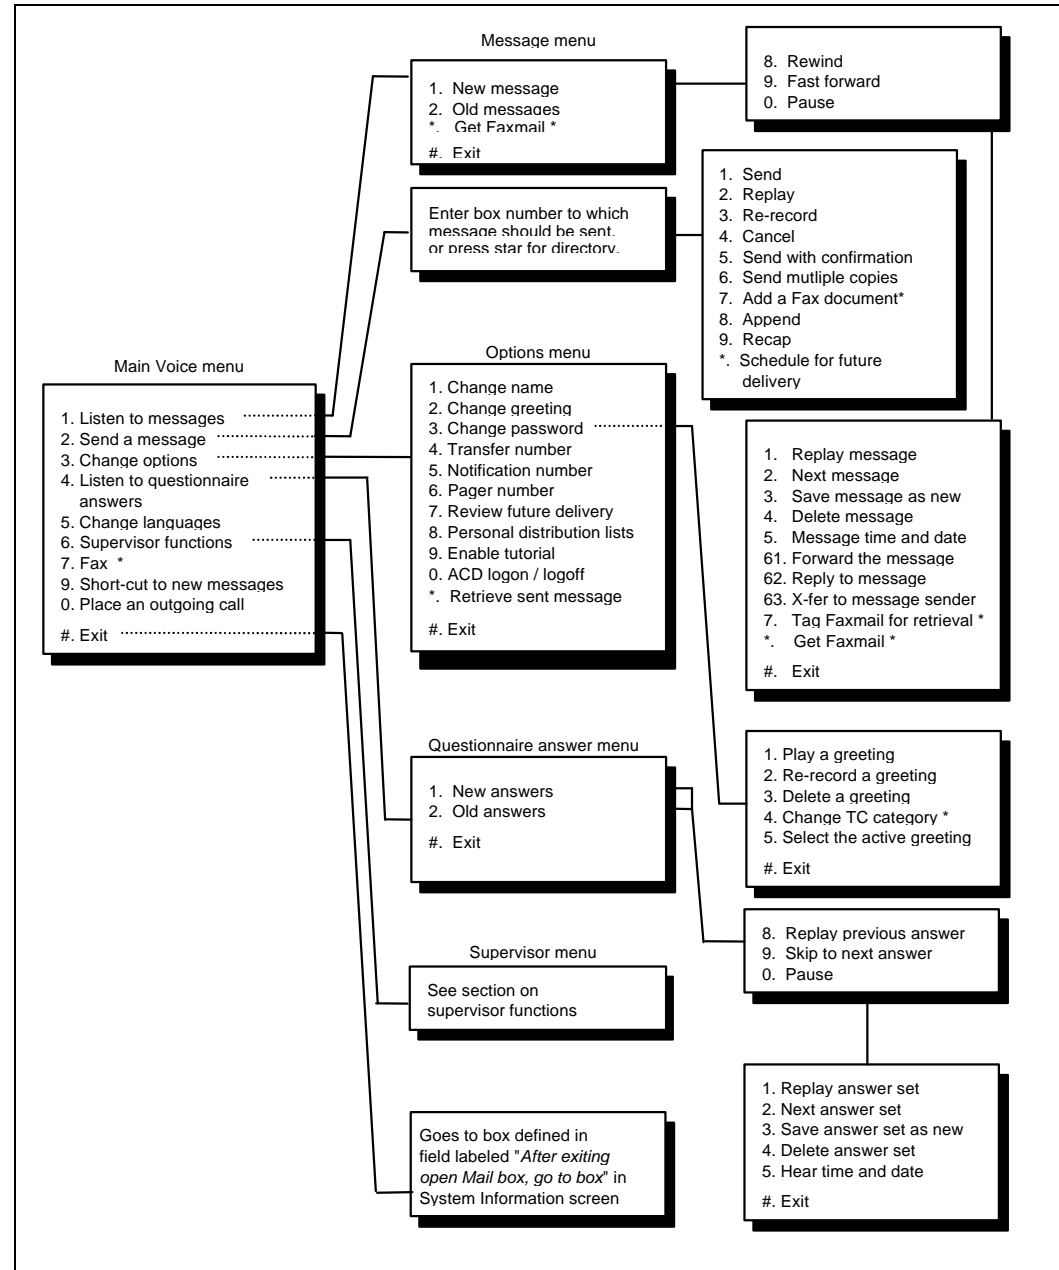 Message menu
1. New message
2. Old messages
*. Get Faxmail *
#. Exit
8. Rewind
9. Fast forward
0. Pause
Enter box number to which
message should be sent,
or press star for directory.
1. Send
2. Replay
3. Re-record
4. Cancel
5. Send with confirmation
6. Send mutliple copies
7. Add a Fax document*
8. Append
9. Recap
*. Schedule for future
delivery
Main Voice menu
1. Listen to messages
2. Send a message
3. Change options
4. Listen to questionnaire
answers
5. Change languages
6. Supervisor functions
7. Fax *
9. Short-cut to new messages
0. Place an outgoing call
#. Exit
Options menu
1. Change name
2. Change greeting
3. Change password
4. Transfer number
5. Notification number
6. Pager number
7. Review future delivery
8. Personal distribution lists
9. Enable tutorial
0. ACD logon / logoff
*. Retrieve sent message
#. Exit
1. Replay message
2. Next message
3. Save message as new
4. Delete message
5. Message time and date
61. Forward the message
62. Reply to message
63. X-fer to message sender
7. Tag Faxmail for retrieval *
*. Get Faxmail *
#. Exit
Questionnaire answer menu
1. New answers
2. Old answers
#. Exit
1. Play a greeting
2. Re-record a greeting
3. Delete a greeting
4. Change TC category *
5. Select the active greeting
#. Exit
8. Replay previous answer
9. Skip to next answer
0. Pause
Supervisor menu
See section on
supervisor functions
1. Replay answer set
2. Next answer set
3. Save answer set as new
4. Delete answer set
5. Hear time and date
#. Exit
Goes to box defined in
field labeled "After exiting
open Mail box, go to box" in
System Information screen